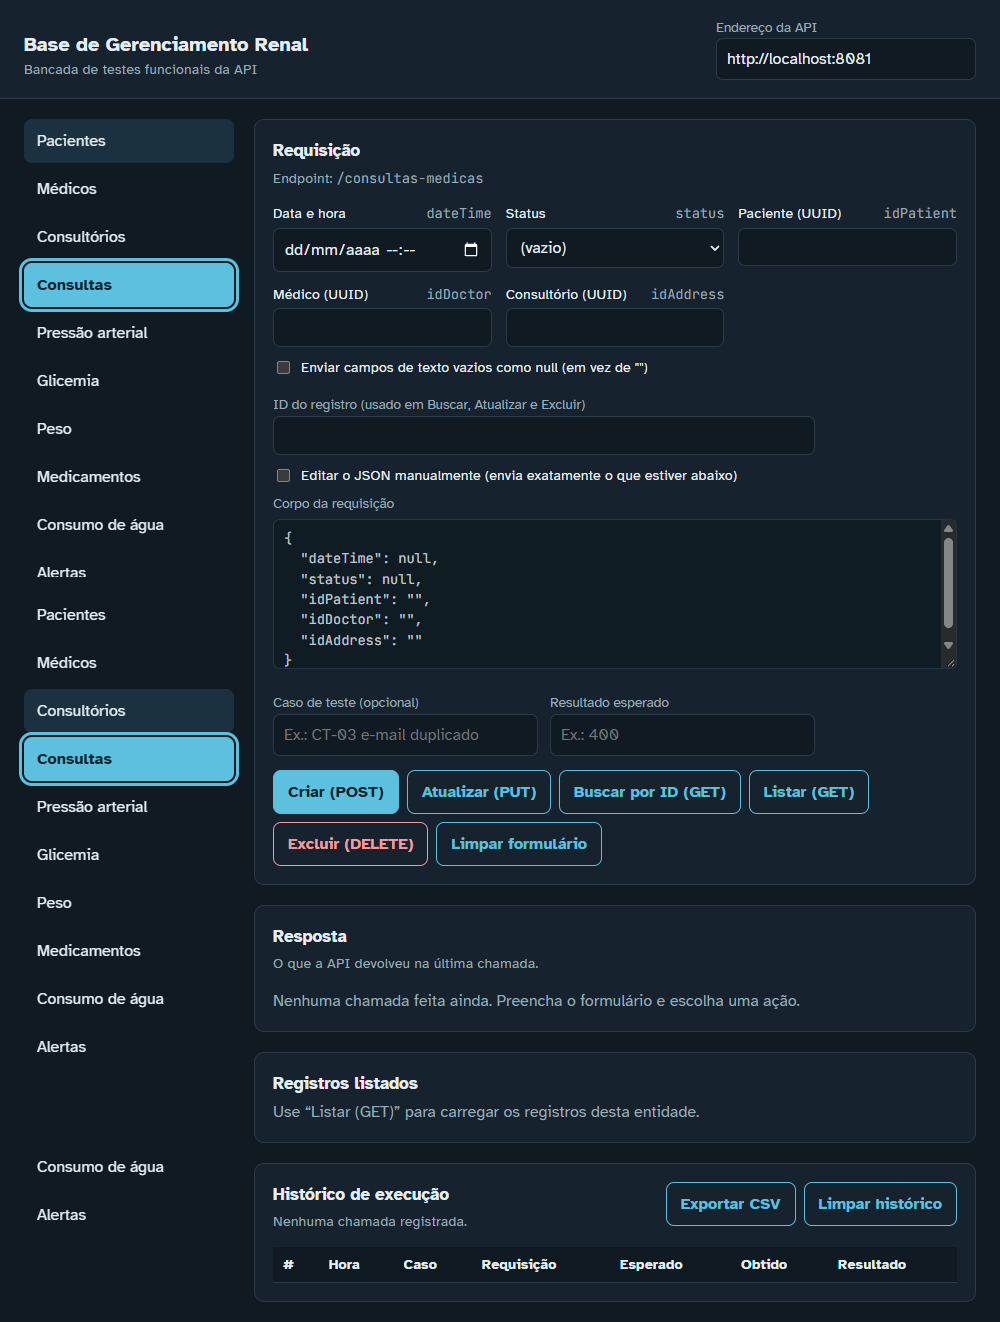 Base de Gerenciamento Renal
Bancada de testes funcionais da API
Endereço da API
http://localhost:8081
Pacientes
Médicos
Consultórios
Consultas
Pressão arterial
Glicemia
Peso
Medicamentos
Consumo de água
Alertas
Pacientes
Médicos
Consultórios
Consultas
Pressão arterial
Glicemia
Peso
Medicamentos
Consumo de água
Alertas
Consumo de água
Alertas
Requisição
Endpoint: /consultas-medicas
Data e hora dateTime Status status Paciente (UUID) idPatient
dd/mm/aaaa --:-- (vazio)
Médico (UUID) idDoctor Consultório (UUID) idAddress
Enviar campos de texto vazios como null (em vez de "")
ID do registro (usado em Buscar, Atualizar e Excluir)
Editar o JSON manualmente (envia exatamente o que estiver abaixo)
Corpo da requisição
{
"dateTime": null,
"status": null,
"idPatient": "",
"idDoctor": "",
"idAddress": ""
}
Caso de teste (opcional) Resultado esperado
Ex.: CT-03 e-mail duplicado Ex.: 400
Criar (POST) Atualizar (PUT) Buscar por ID (GET) Listar (GET)
Excluir (DELETE) Limpar formulário
Resposta
O que a API devolveu na última chamada.
Nenhuma chamada feita ainda. Preencha o formulário e escolha uma ação.
Registros listados
Use “Listar (GET)” para carregar os registros desta entidade.
Histórico de execução
Nenhuma chamada registrada.
Exportar CSV Limpar histórico
# Hora Caso Requisição Esperado Obtido Resultado